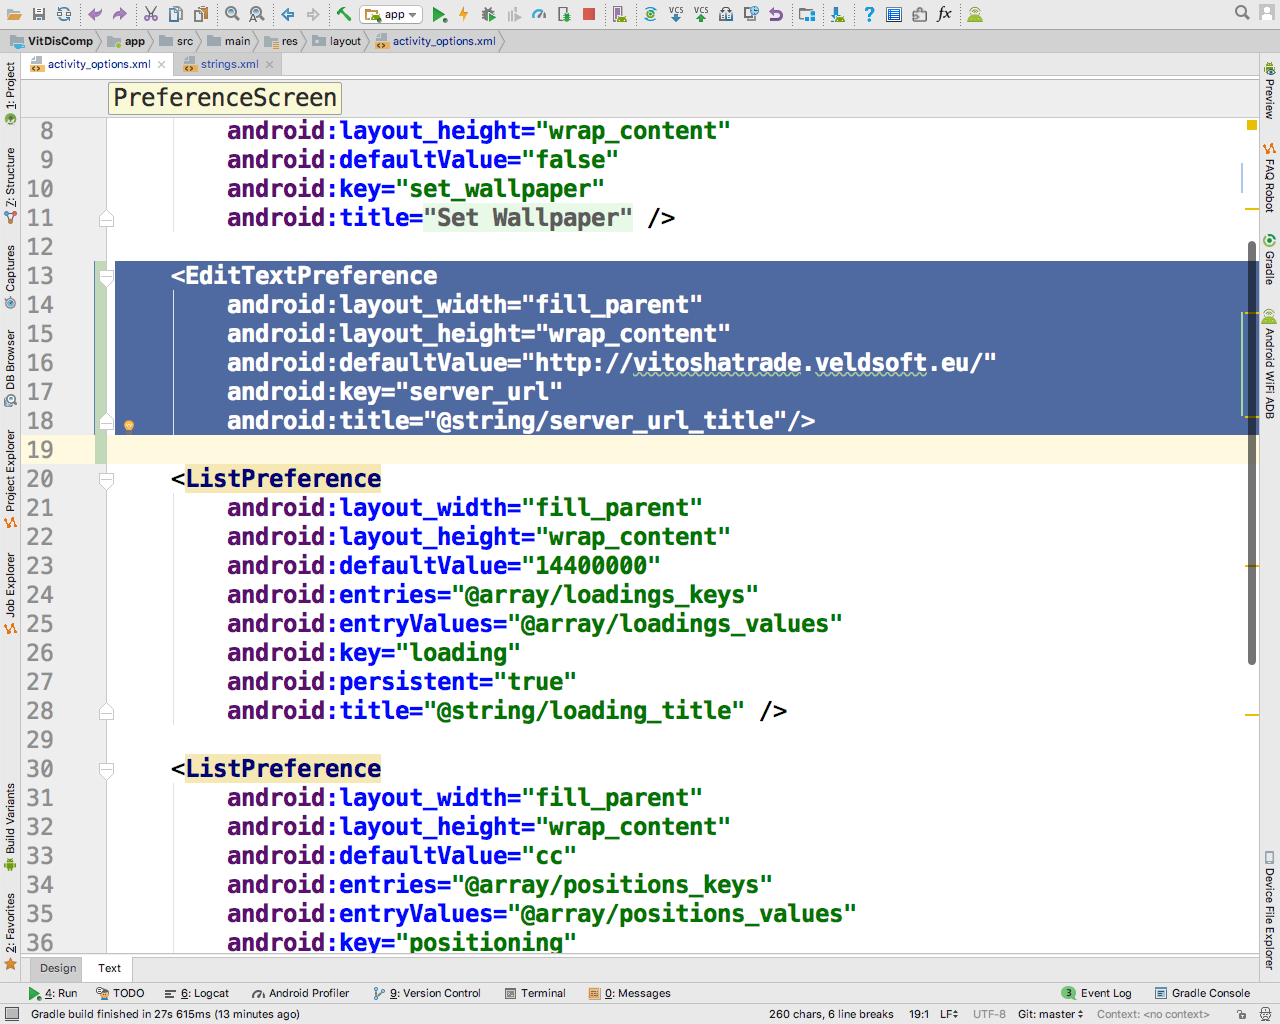 app
VitDisComp
app
src
main
res
layout
activity_options.xml
activity_options.xml
strings.xml
PreferenceScreen
8 android:layout_height="wrap_content"
9 android:defaultValue="false"
10 android:key="set_wallpaper"
11 android:title="Set Wallpaper" />
12
13 <EditTextPreference
14 android:layout_width="fill_parent"
15 android:layout_height="wrap_content"
16 android:defaultValue="http://vitoshatrade.veldsoft.eu/"
17 android:key="server_url"
18 android:title="@string/server_url_title"/>
19
20 <ListPreference
21 android:layout_width="fill_parent"
22 android:layout_height="wrap_content"
23 android:defaultValue="14400000"
24 android:entries="@array/loadings_keys"
25 android:entryValues="@array/loadings_values"
26 android:key="loading"
27 android:persistent="true"
28 android:title="@string/loading_title" />
29
30 <ListPreference
31 android:layout_width="fill_parent"
32 android:layout_height="wrap_content"
33 android:defaultValue="cc"
34 android:entries="@array/positions_keys"
35 android:entryValues="@array/positions_values"
36 android:key="positioning"
1: Project
7: Structure
Captures
DB Browser
Project Explorer
Job Explorer
Build Variants
2: Favorites
Preview
FAQ Robot
Gradle
Android WiFi ADB
Device File Explorer
Design
Text
4: Run
TODO
6: Logcat
Android Profiler
9: Version Control
Terminal
0: Messages
3 Event Log
Gradle Console
Gradle build finished in 27s 615ms (13 minutes ago)
260 chars, 6 line breaks
19:1
LF
UTF-8
Git: master
Context: <no context>
VCS
VCS